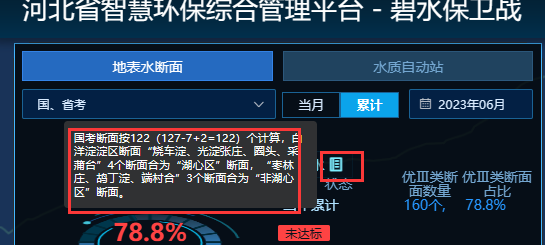 河北省智慧环保综合管理平台 - 碧水保卫战
地表水断面
水质自动站
国、省考
当月
累计
2023年06月
国考断面按122（127-7+2=122）个计算，白
洋淀淀区断面“烧车淀、光淀张庄、圈头、采
蒲台”4个断面合为“湖心区”断面，“枣林
庄、鸪丁淀、端村合”3个断面合为“非湖心
区”断面。
水
状态
优Ⅲ类断
面数量
优Ⅲ类断面
占比
累计
160个，
78.8%
78.8%
未达标